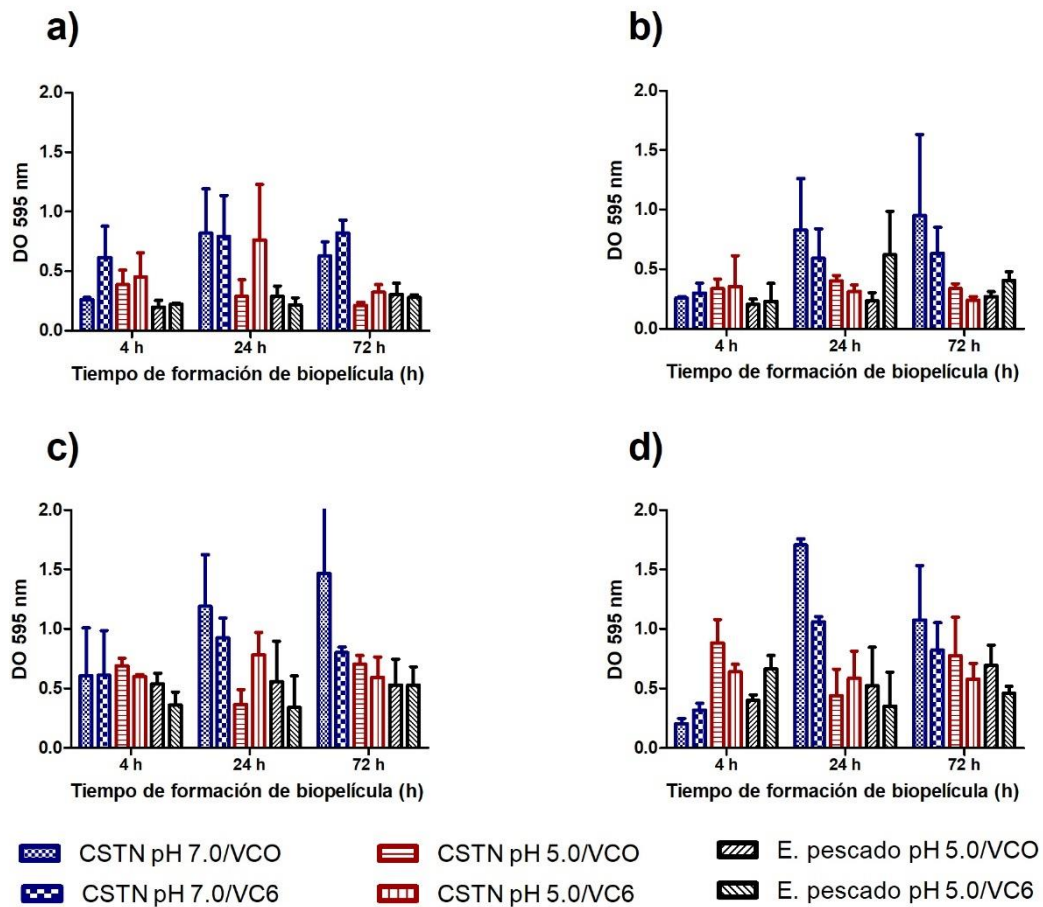 a)
2.0
1.5
1.0
0.5
0.0
DO 595 nm
4 h 24 h 72 h
Tiempo de formación de biopelícula (h)
b)
2.0
1.5
1.0
0.5
0.0
DO 595 nm
4 h 24 h 72 h
Tiempo de formación de biopelícula (h)
c)
2.0
1.5
1.0
0.5
0.0
DO 595 nm
4 h 24 h 72 h
Tiempo de formación de biopelícula (h)
d)
2.0
1.5
1.0
0.5
0.0
DO 595 nm
4 h 24 h 72 h
Tiempo de formación de biopelícula (h)
CSTN pH 7.0/VCO CSTN pH 5.0/VCO E. pescado pH 5.0/VCO
CSTN pH 7.0/VC6 CSTN pH 5.0/VC6 E. pescado pH 5.0/VC6